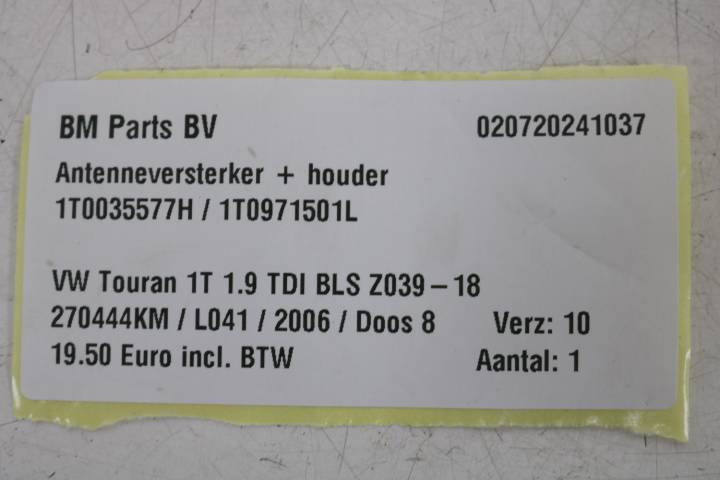 BM Parts BV 020720241037
Antenneversterker + houder
1T0035577H / 1T0971501L
VW Touran 1T 1.9 TDI BLS Z039-18
270444KM / L041 / 2006 / Doos 8 Verz: 10
19.50 Euro incl. BTW Aantal: 1